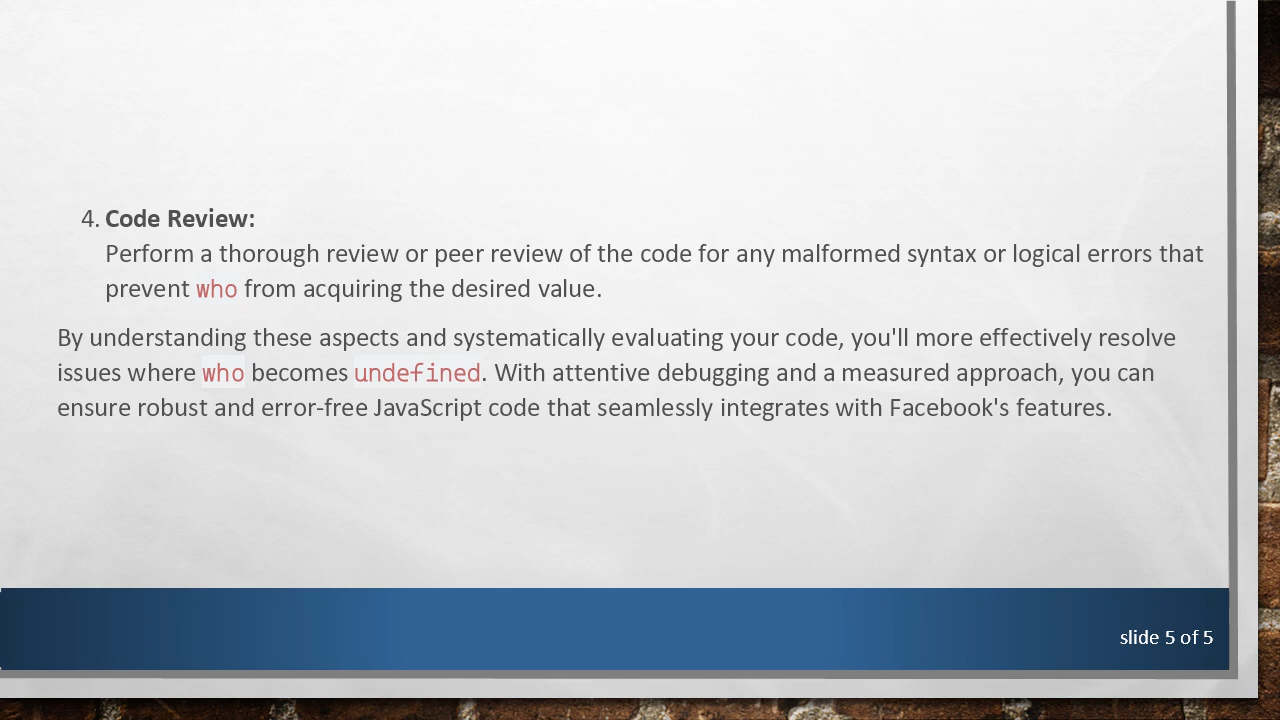 4. Code Review:
Perform a thorough review or peer review of the code for any malformed syntax or logical errors that
prevent who from acquiring the desired value.
By understanding these aspects and systematically evaluating your code, you'll more effectively resolve
issues where who becomes undefined. With attentive debugging and a measured approach, you can
ensure robust and error-free JavaScript code that seamlessly integrates with Facebook's features.
slide 5 of 5